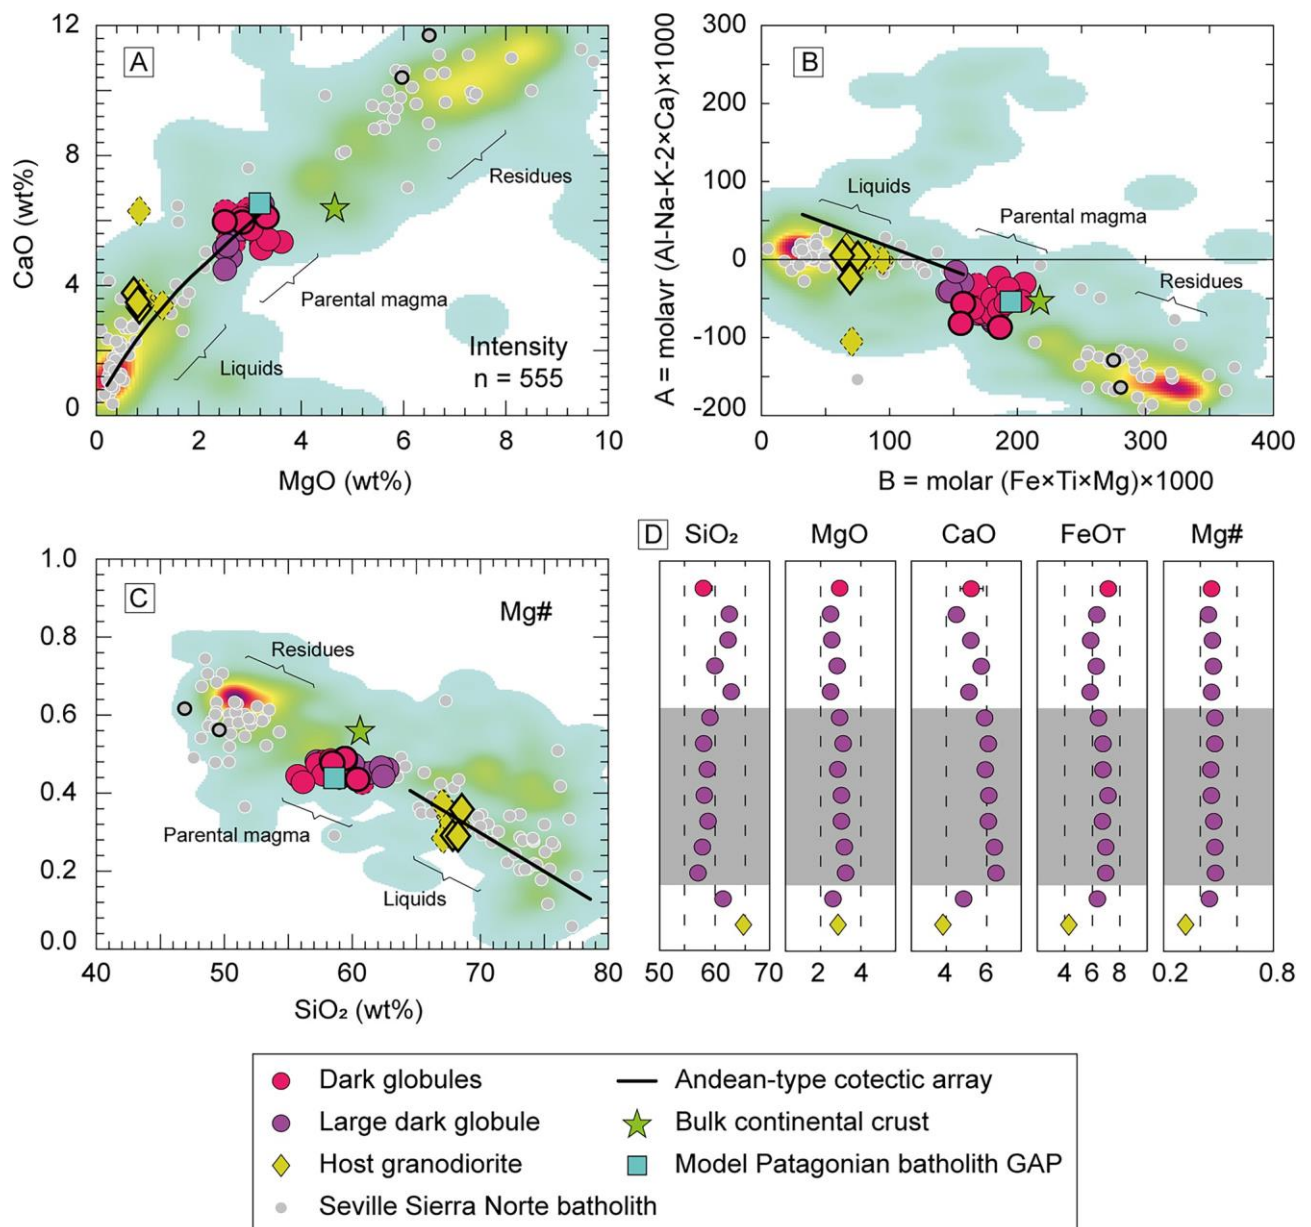 A
12
8
4
0
CaO (wt%)
Residues
Parental magma
Liquids
Intensity
n = 555
0 2 4 6 8 10
MgO (wt%)
B
300
200
100
0
-100
-200
A = molavr (Al-Na-K-2×Ca)×1000
Liquids
Parental magma
Residues
0 100 200 300 400
B = molar (Fe×Ti×Mg)×1000
C
1.0
0.8
0.6
0.4
0.2
0.0
Mg#
Residues
Parental magma
Liquids
40 50 60 70 80
SiO₂ (wt%)
D SiO₂ MgO CaO FeOT Mg#
50 60 70 2 4 4 6 4 6 8 0.2 0.8
Dark globules
Large dark globule
Host granodiorite
Seville Sierra Norte batholith
Andean-type cotectic array
Bulk continental crust
Model Patagonian batholith GAP